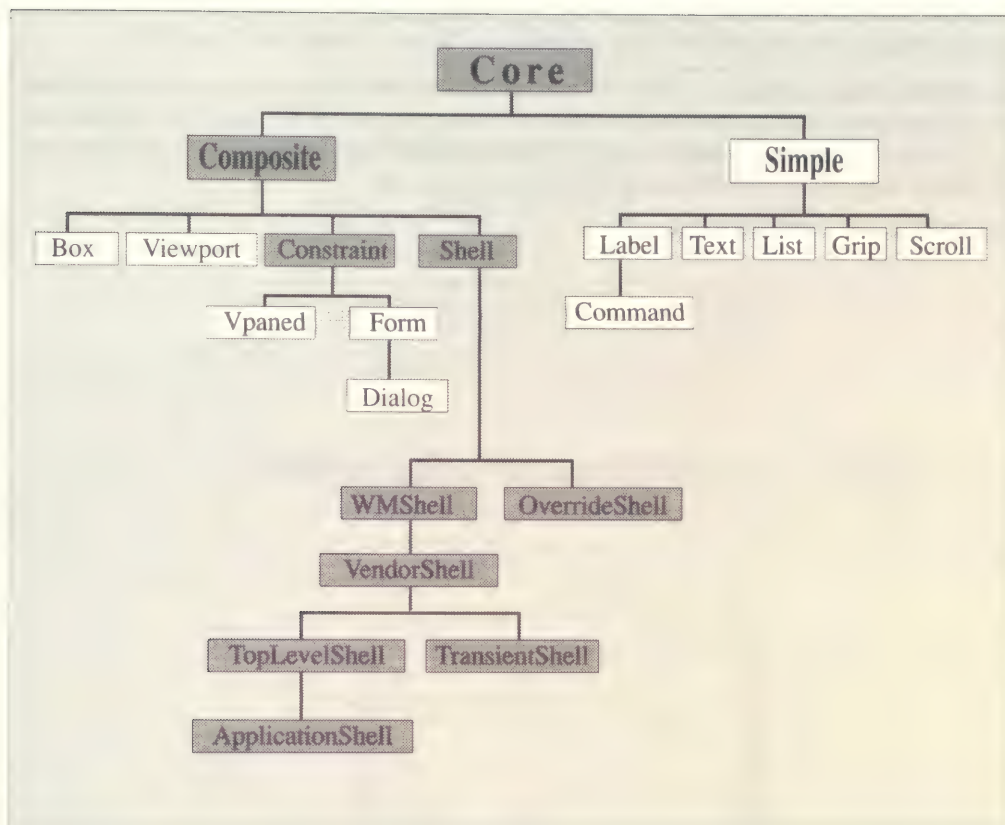 Core
Composite
Simple
Box
Viewport
Constraint
Shell
Label
Text
List
Grip
Scroll
Vpaned
Form
Command
Dialog
WMShell
OverrideShell
VendorShell
TopLevelShell
TransientShell
ApplicationShell